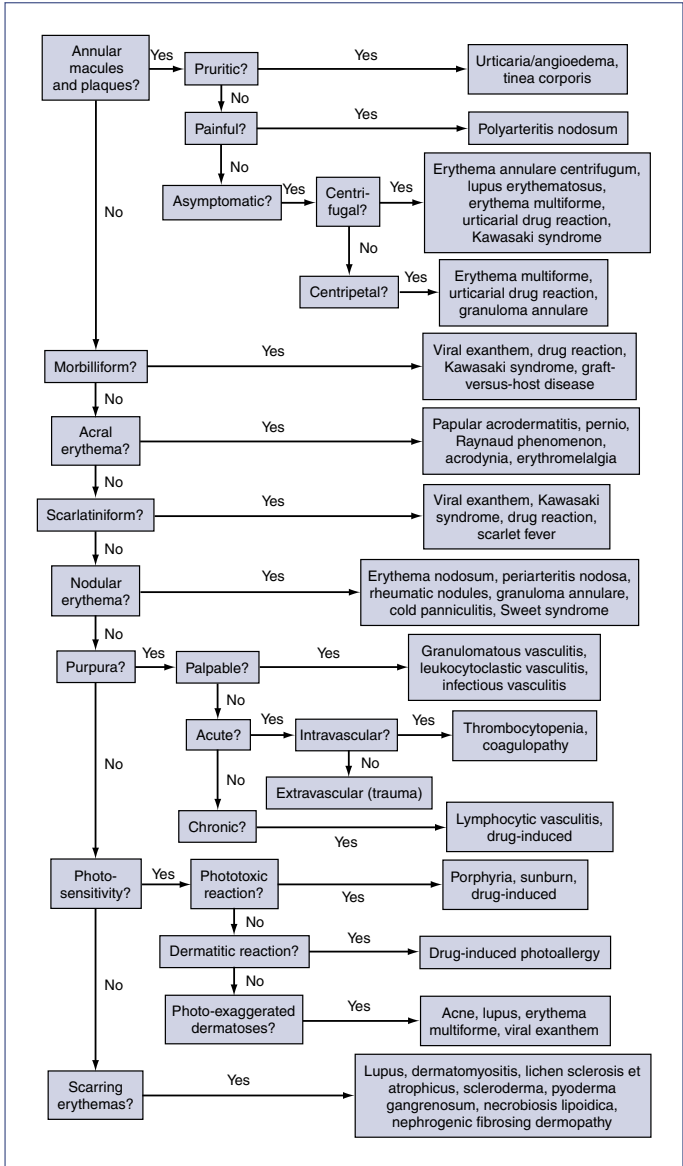 Annular
macules
and plaques?
Yes
Pruritic?
Yes
Urticaria/angioedema,
tinea corporis
No
Painful?
Yes
Polyarteritis nodosum
No
Asymptomatic?
Yes
Centri-
fugal?
Yes
Erythema annulare centrifugum,
lupus erythematosus,
erythema multiforme,
urticarial drug reaction,
Kawasaki syndrome
No
No
Centripetal?
Yes
Erythema multiforme,
urticarial drug reaction,
granuloma annulare
Morbilliform?
Yes
Viral exanthem, drug reaction,
Kawasaki syndrome, graft-
versus-host disease
No
Acral
erythema?
Yes
Papular acrodermatitis, pernio,
Raynaud phenomenon,
acrodynia, erythromelalgia
No
Scarlatiniform?
Yes
Viral exanthem, Kawasaki
syndrome, drug reaction,
scarlet fever
No
Nodular
erythema?
Yes
Erythema nodosum, periarteritis nodosa,
rheumatic nodules, granuloma annulare,
cold panniculitis, Sweet syndrome
No
Purpura?
Yes
Palpable?
Yes
Granulomatous vasculitis,
leukocytoclastic vasculitis,
infectious vasculitis
No
Acute?
Yes
Intravascular?
Yes
Thrombocytopenia,
coagulopathy
No
No
No
Extravascular (trauma)
Chronic?
Yes
Lymphocytic vasculitis,
drug-induced
Photo-
sensitivity?
Yes
Phototoxic
reaction?
Yes
Porphyria, sunburn,
drug-induced
No
Dermatitic reaction?
Yes
Drug-induced photoallergy
No
No
Photo-exaggerated
dermatoses?
Yes
Acne, lupus, erythema
multiforme, viral exanthem
Scarring
erythemas?
Yes
Lupus, dermatomyositis, lichen sclerosis et
atrophicus, scleroderma, pyoderma
gangrenosum, necrobiosis lipoidica,
nephrogenic fibrosing dermopathy